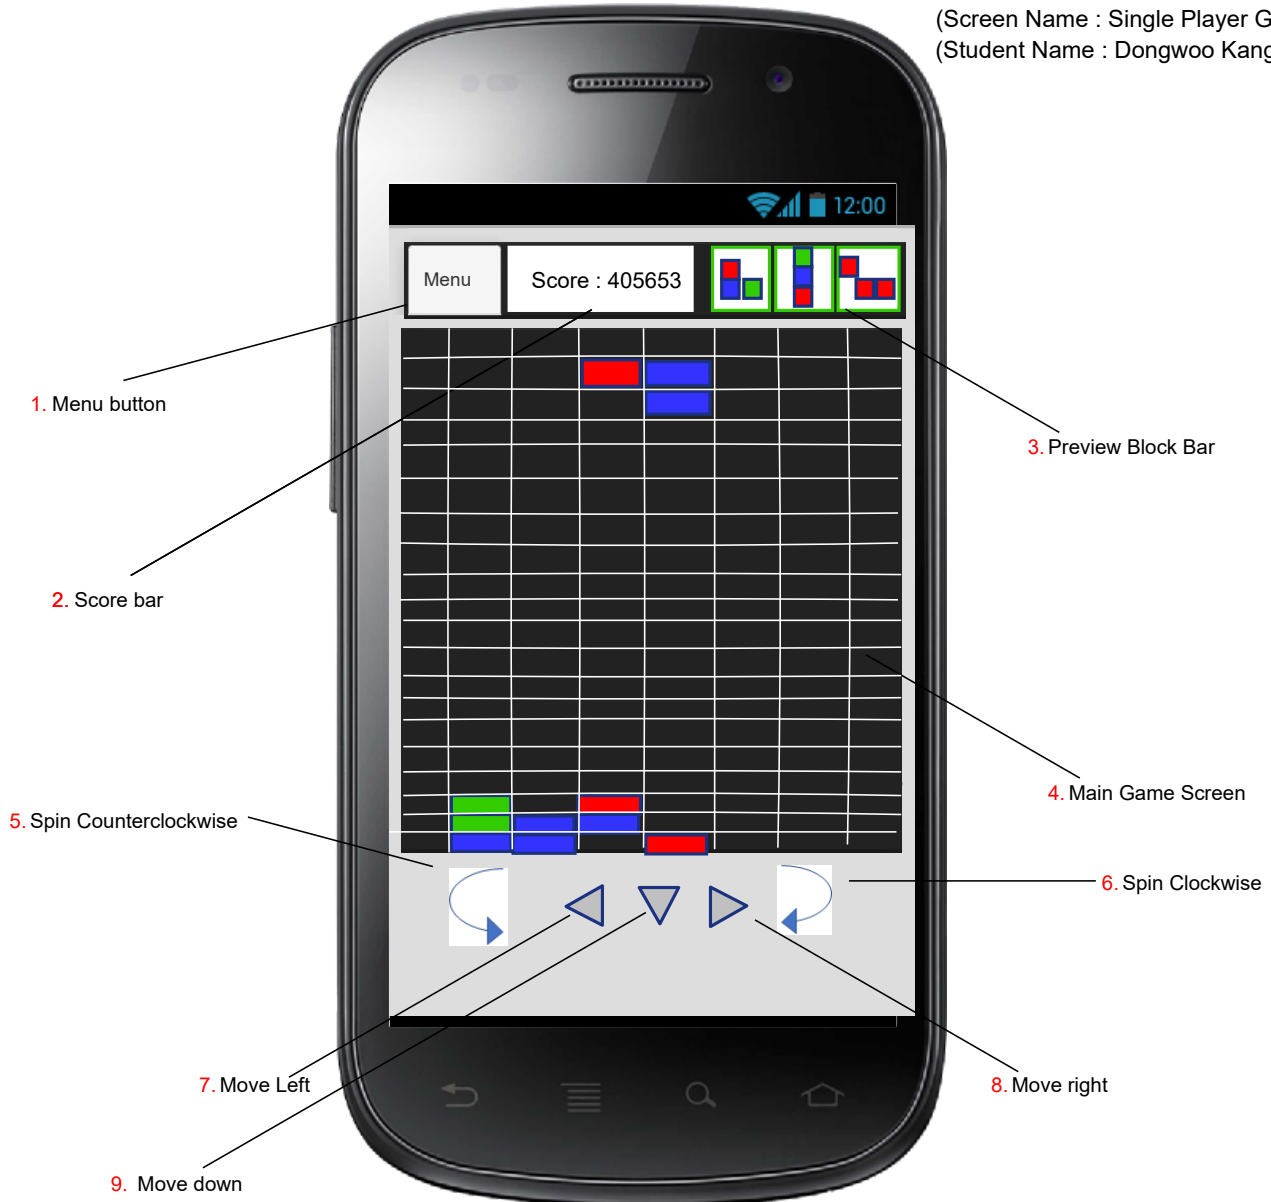 (Screen Name : Single Player G
(Student Name : Dongwoo Kang
12:00
Menu
Score : 405653
1. Menu button
3. Preview Block Bar
2. Score bar
4. Main Game Screen
5. Spin Counterclockwise
6. Spin Clockwise
7. Move Left
8. Move right
9. Move down